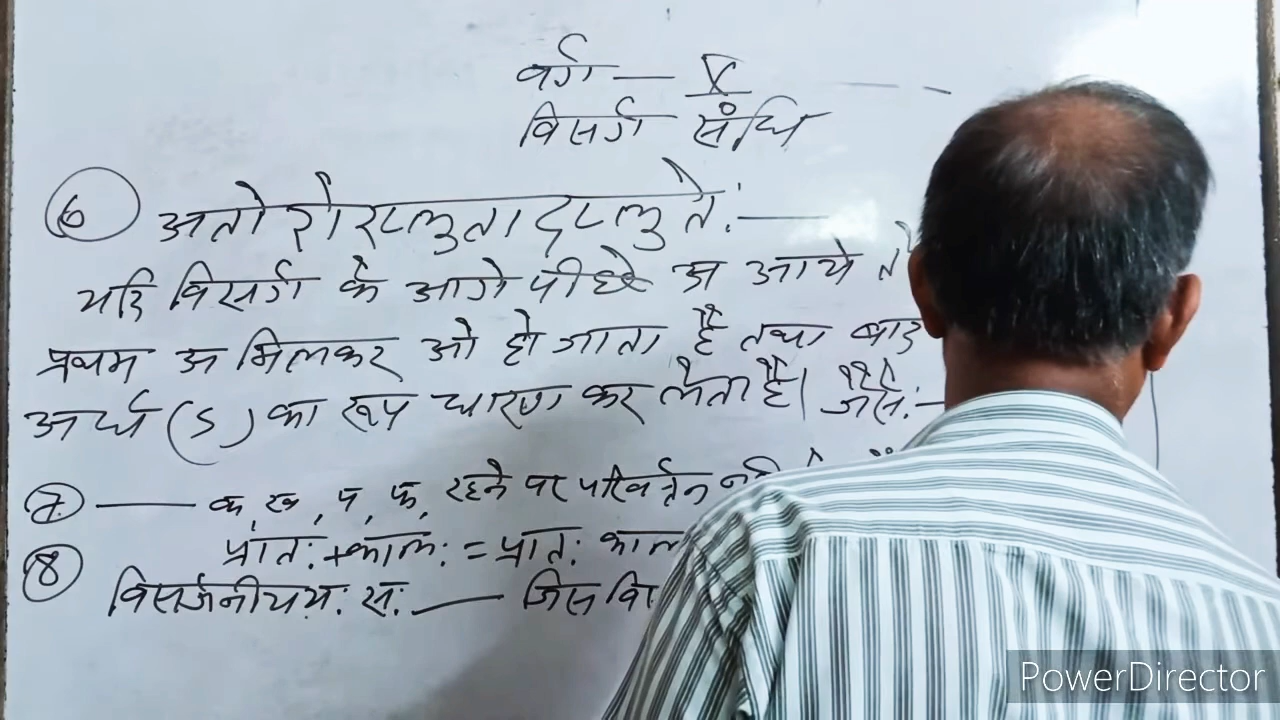 वर्ग — X
विसर्ग संधि
6 अतो रोरप्लुतादप्लुते: —
यदि विसर्ग के आगे पीछे अ आये
प्रथम अ मिलकर ओ हो जाता है तथा बाद
अर्ध (ऽ) का रूप धारण कर लेता है। जैसे:-
7 — क, ख, प, फ, रहने पर परिवर्तन
प्रात: + काल: = प्रात: काल
8 विसर्जनीयय: स: — जिस वि
PowerDirector